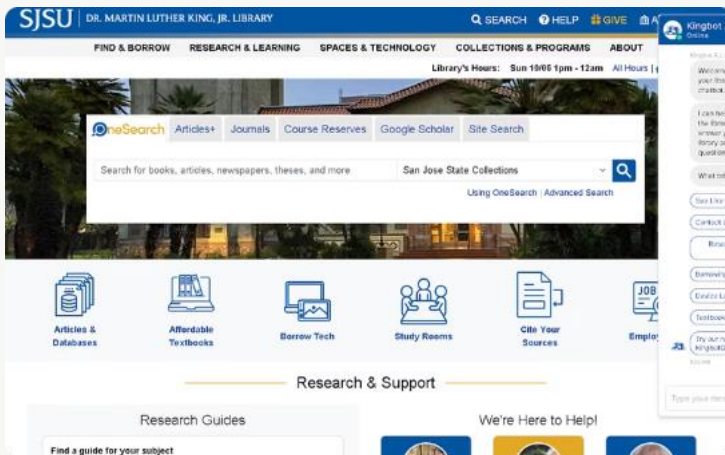 SJSU DR. MARTIN LUTHER KING, JR. LIBRARY
SEARCH HELP GIVE
FIND & BORROW RESEARCH & LEARNING SPACES & TECHNOLOGY COLLECTIONS & PROGRAMS ABOUT
Library's Hours: Sun 10/06 1pm - 12am All Hours |
OneSearch Articles+ Journals Course Reserves Google Scholar Site Search
Search for books, articles, newspapers, theses, and more San Jose State Collections
Using OneSearch | Advanced Search
Articles &
Databases
Affordable
Textbooks
Borrow Tech
Study Rooms
Cite Your
Sources
JOB
Research & Support
Research Guides
Find a guide for your subject
We're Here to Help!
Kingbot
Online
What
Type your